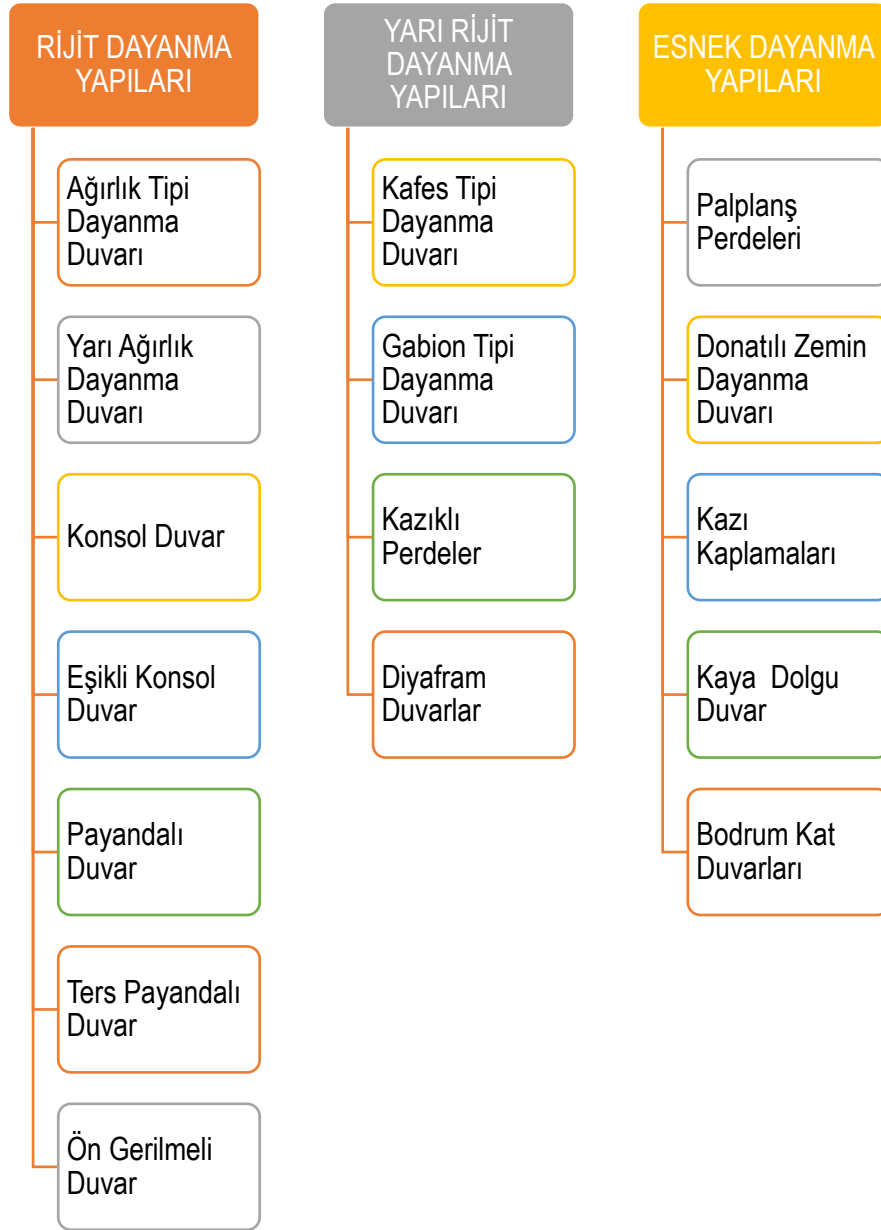 RİJİT DAYANMA
YAPILARI
Ağırlık Tipi
Dayanma
Duvarı
Yarı Ağırlık
Dayanma
Duvarı
Konsol Duvar
Eşikli Konsol
Duvar
Payandalı
Duvar
Ters Payandalı
Duvar
Ön Gerilmeli
Duvar
YARI RİJİT
DAYANMA
YAPILARI
Kafes Tipi
Dayanma
Duvarı
Gabion Tipi
Dayanma
Duvarı
Kazıklı
Perdeler
Diyafram
Duvarlar
ESNEK DAYANMA
YAPILARI
Palplanş
Perdeleri
Donatılı Zemin
Dayanma
Duvarı
Kazı
Kaplamaları
Kaya  Dolgu
Duvar
Bodrum Kat
Duvarları